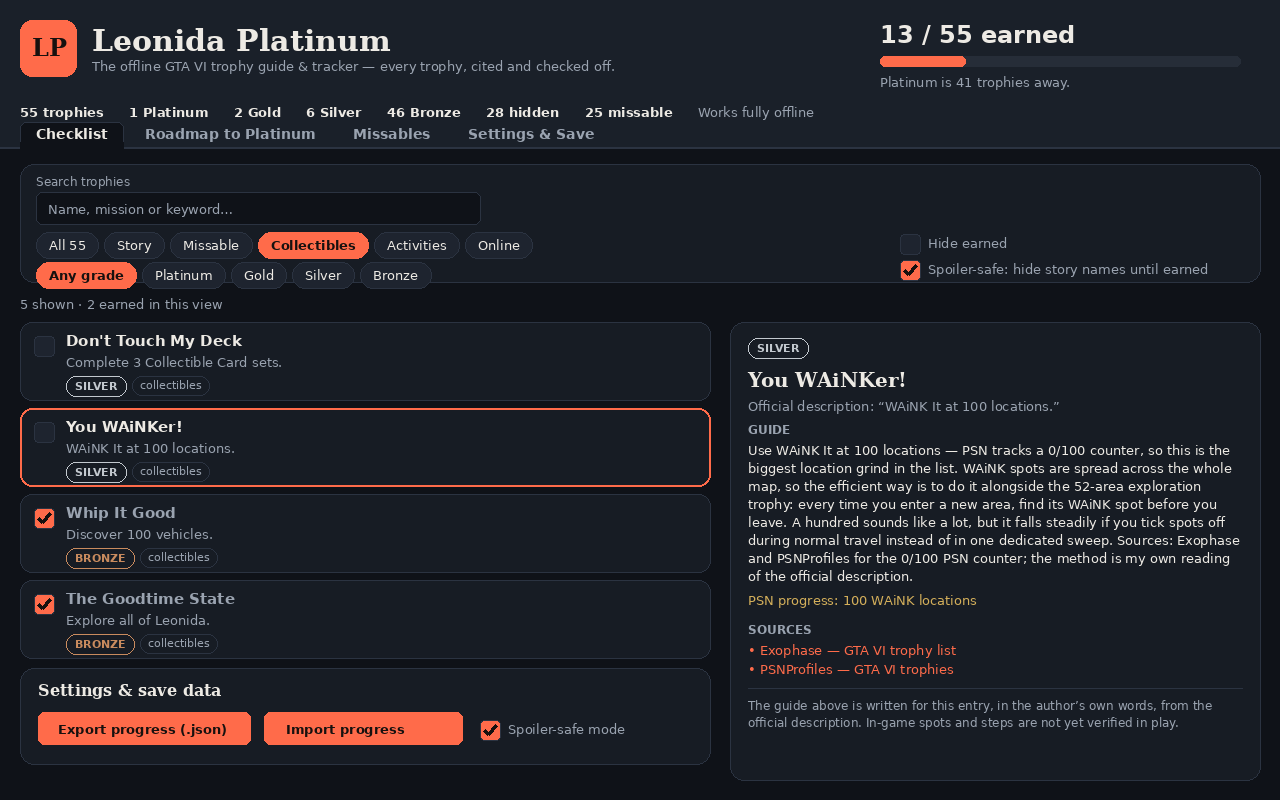 LP
Leonida Platinum
The offline GTA VI trophy guide & tracker — every trophy, cited and checked off.
13 / 55 earned
Platinum is 41 trophies away.
55 trophies 1 Platinum 2 Gold 6 Silver 46 Bronze 28 hidden 25 missable Works fully offline
Checklist Roadmap to Platinum Missables Settings & Save
Search trophies
Name, mission or keyword...
All 55 Story Missable Collectibles Activities Online
Any grade Platinum Gold Silver Bronze
Hide earned
Spoiler-safe: hide story names until earned
5 shown · 2 earned in this view
Don't Touch My Deck
Complete 3 Collectible Card sets.
SILVER collectibles
You WAiNKer!
WAiNK It at 100 locations.
SILVER collectibles
Whip It Good
Discover 100 vehicles.
BRONZE collectibles
The Goodtime State
Explore all of Leonida.
BRONZE collectibles
Settings & save data
Export progress (.json) Import progress Spoiler-safe mode
SILVER
You WAiNKer!
Official description: “WAiNK It at 100 locations.”
GUIDE
Use WAiNK It at 100 locations — PSN tracks a 0/100 counter, so this is the
biggest location grind in the list. WAiNK spots are spread across the whole
map, so the efficient way is to do it alongside the 52-area exploration
trophy: every time you enter a new area, find its WAiNK spot before you
leave. A hundred sounds like a lot, but it falls steadily if you tick spots off
during normal travel instead of in one dedicated sweep. Sources: Exophase
and PSNProfiles for the 0/100 PSN counter; the method is my own reading
of the official description.
PSN progress: 100 WAiNK locations
SOURCES
• Exophase — GTA VI trophy list
• PSNProfiles — GTA VI trophies
The guide above is written for this entry, in the author’s own words, from the
official description. In-game spots and steps are not yet verified in play.